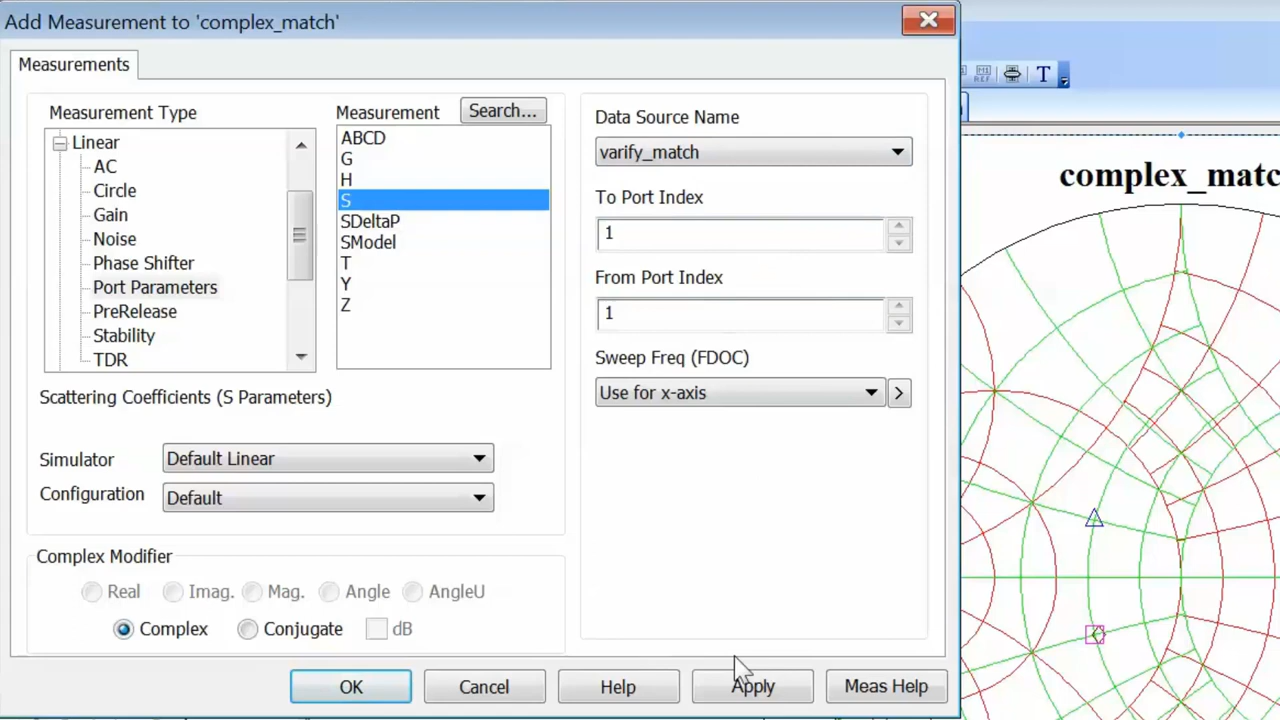 Add Measurement to 'complex_match'
Measurements
Measurement Type
Linear
AC
Circle
Gain
Noise
Phase Shifter
Port Parameters
PreRelease
Stability
TDR
Measurement
Search...
ABCD
G
H
S
SDeltaP
SModel
T
Y
Z
Scattering Coefficients (S Parameters)
Simulator
Default Linear
Configuration
Default
Complex Modifier
Real
Imag.
Mag.
Angle
AngleU
Complex
Conjugate
dB
Data Source Name
varify_match
To Port Index
1
From Port Index
1
Sweep Freq (FDOC)
Use for x-axis
>
OK
Cancel
Help
Apply
Meas Help
T
complex_matc